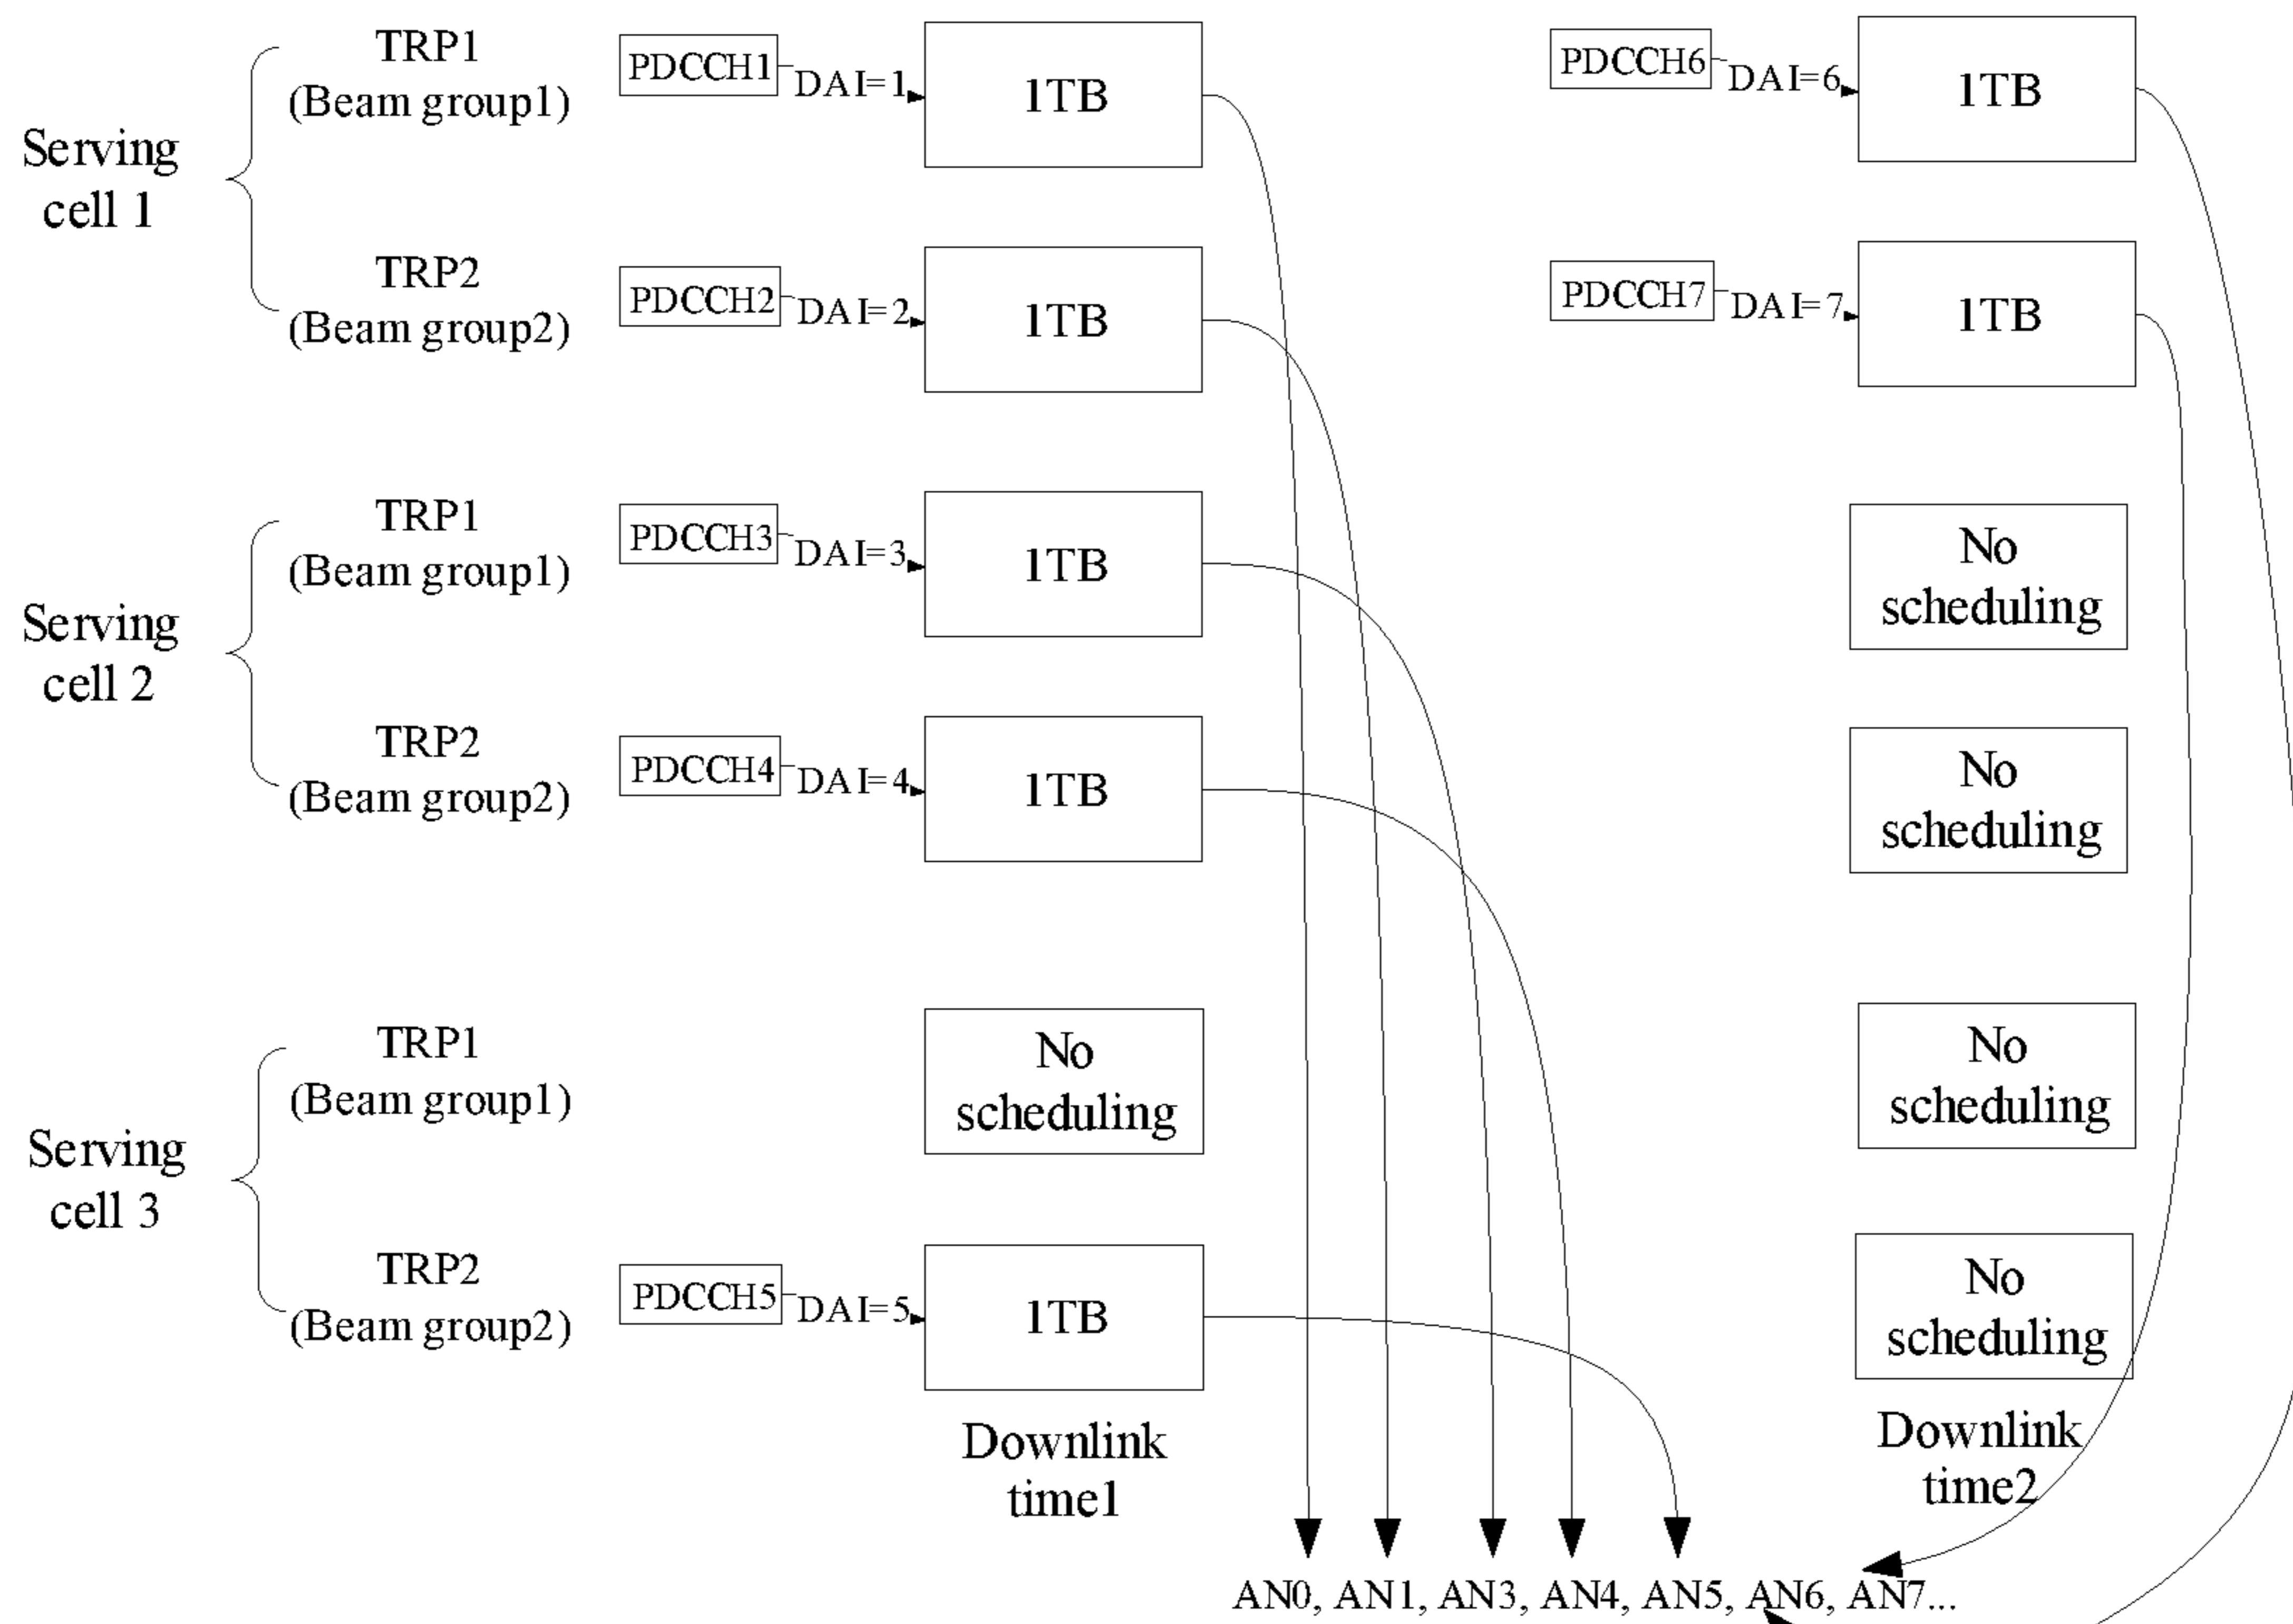 Serving
cell 1
TRP1
(Beam group1)
PDCCH1
DAI=1
1TB
PDCCH6
DAI=6
1TB
TRP2
(Beam group2)
PDCCH2
DAI=2
1TB
PDCCH7
DAI=7
1TB
Serving
cell 2
TRP1
(Beam group1)
PDCCH3
DAI=3
1TB
No
scheduling
TRP2
(Beam group2)
PDCCH4
DAI=4
1TB
No
scheduling
Serving
cell 3
TRP1
(Beam group1)
No
scheduling
No
scheduling
TRP2
(Beam group2)
PDCCH5
DAI=5
1TB
No
scheduling
Downlink
time1
Downlink
time2
AN0, AN1, AN3, AN4, AN5, AN6, AN7...